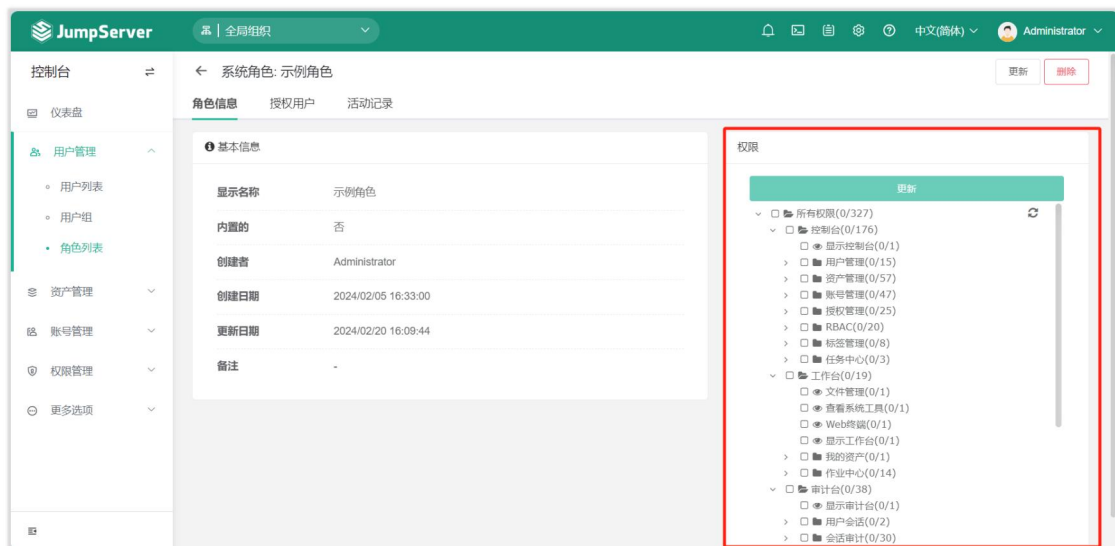 JumpServer
全局组织
中文(简体)
Administrator
控制台
仪表盘
用户管理
用户列表
用户组
角色列表
资产管理
账号管理
权限管理
更多选项
系统角色: 示例角色
更新
删除
角色信息
授权用户
活动记录
基本信息
显示名称 示例角色
内置的 否
创建者 Administrator
创建日期 2024/02/05 16:33:00
更新日期 2024/02/20 16:09:44
备注 -
权限
更新
所有权限(0/327)
控制台(0/176)
显示控制台(0/1)
用户管理(0/15)
资产管理(0/57)
账号管理(0/47)
授权管理(0/25)
RBAC(0/20)
标签管理(0/8)
任务中心(0/3)
工作台(0/19)
文件管理(0/1)
查看系统工具(0/1)
Web终端(0/1)
显示工作台(0/1)
我的资产(0/1)
作业中心(0/14)
审计台(0/38)
显示审计台(0/1)
用户会话(0/2)
会话审计(0/30)